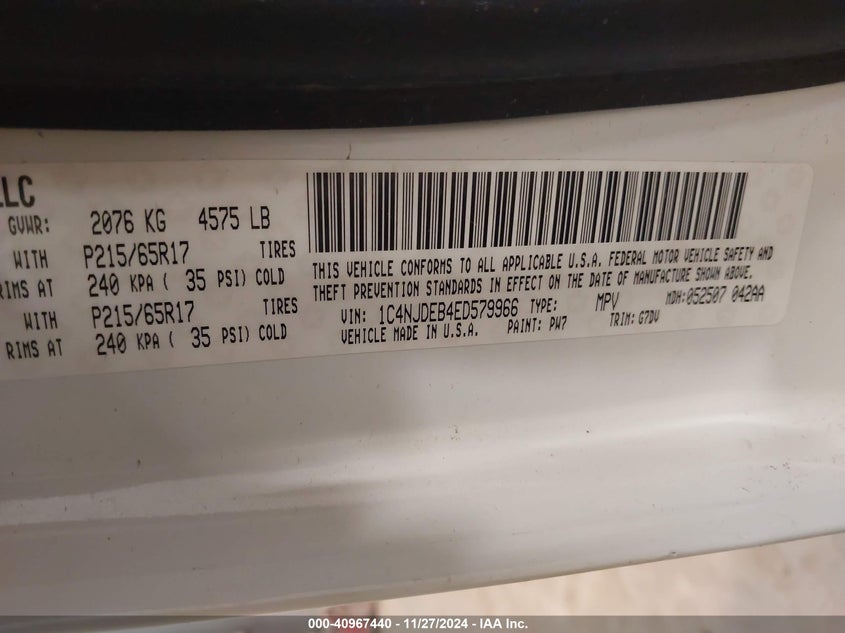 LLC
GVWR: 2076 KG 4575 LB
WITH P215/65R17 TIRES
RIMS AT 240 KPA ( 35 PSI) COLD
WITH P215/65R17 TIRES
RIMS AT 240 KPA ( 35 PSI) COLD
THIS VEHICLE CONFORMS TO ALL APPLICABLE U.S.A. FEDERAL MOTOR VEHICLE SAFETY AND
THEFT PREVENTION STANDARDS IN EFFECT ON THE DATE OF MANUFACTURE SHOWN ABOVE.
VIN: 1C4NJDEB4ED579966 TYPE: MPV MDH:052507 042AA
VEHICLE MADE IN U.S.A. PAINT: PW7 TRIM: G7DV
000-40967440 - 11/27/2024 - IAA Inc.